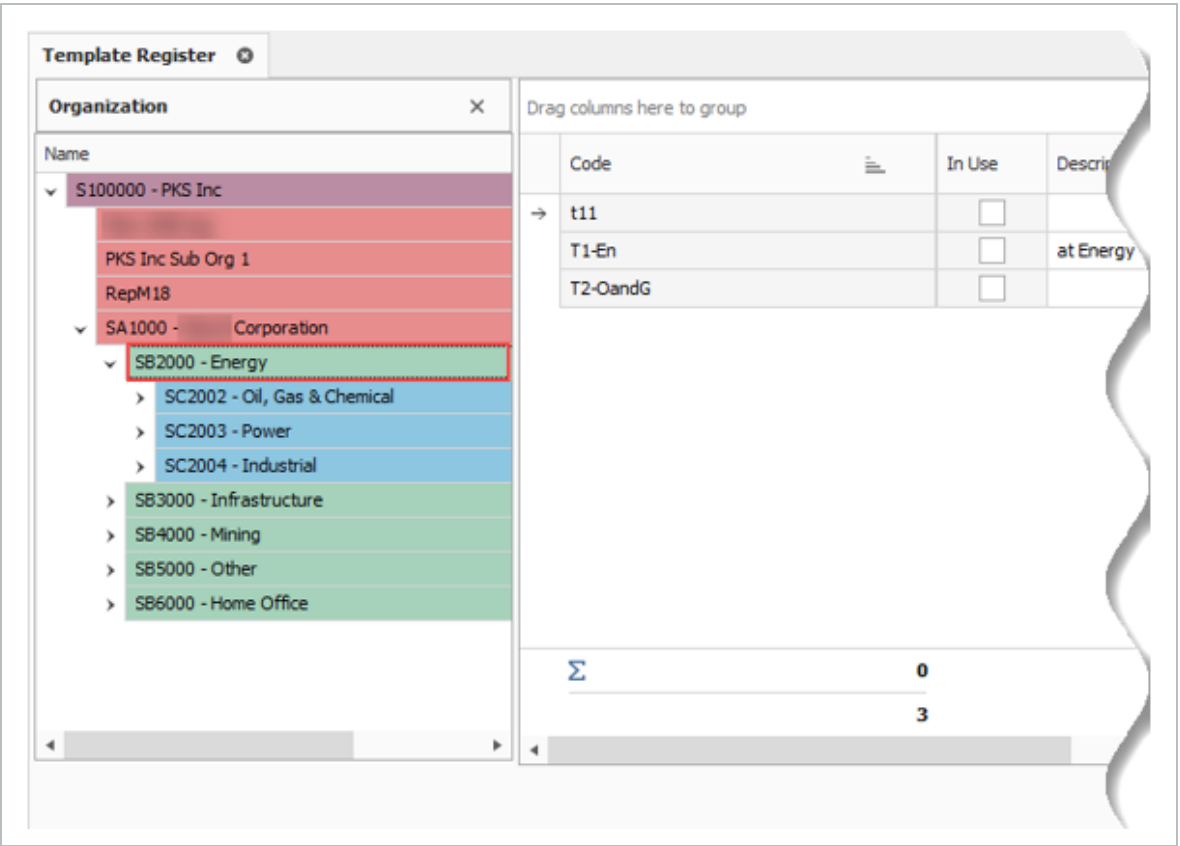 Template Register
Organization
Name
S100000 - PKS Inc
PKS Inc Sub Org 1
RepM18
SA1000 - Corporation
SB2000 - Energy
SC2002 - Oil, Gas & Chemical
SC2003 - Power
SC2004 - Industrial
SB3000 - Infrastructure
SB4000 - Mining
SB5000 - Other
SB6000 - Home Office
Drag columns here to group
Code In Use Descrip
t11
T1-En at Energy
T2-OandG
Σ 0
3